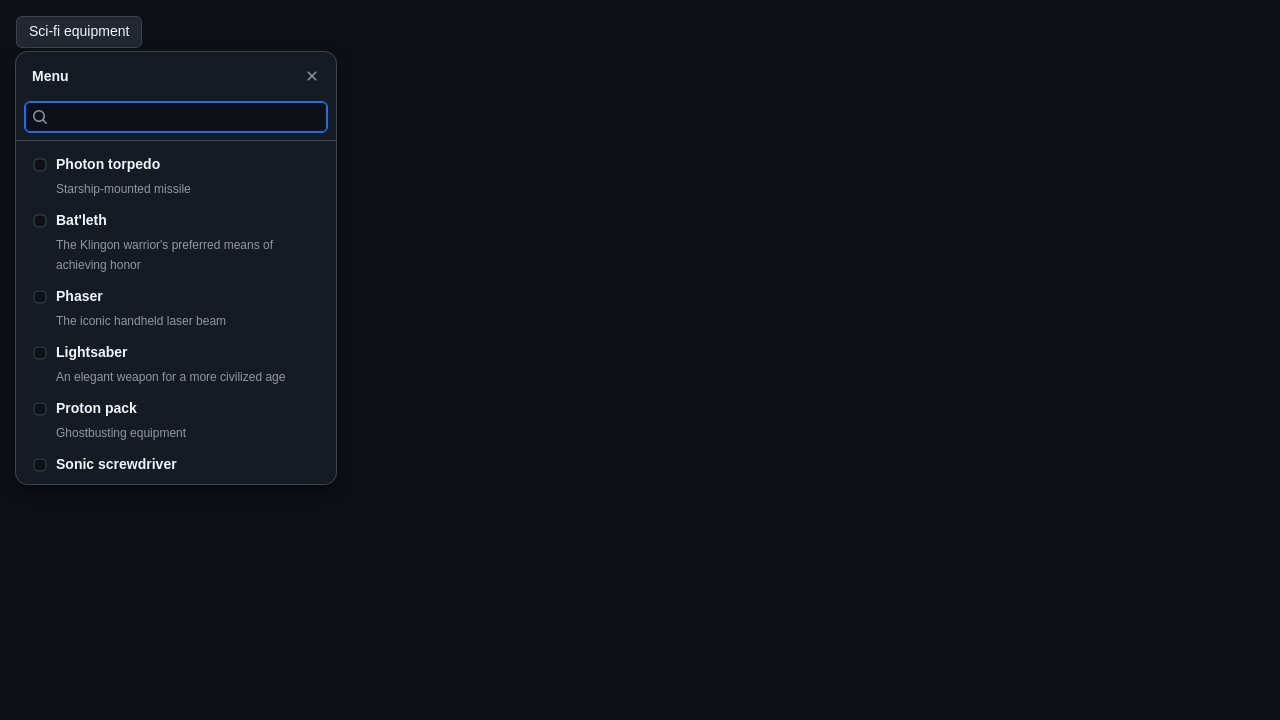 Sci-fi equipment
Menu
Photon torpedo
Starship-mounted missile
Bat'leth
The Klingon warrior's preferred means of
achieving honor
Phaser
The iconic handheld laser beam
Lightsaber
An elegant weapon for a more civilized age
Proton pack
Ghostbusting equipment
Sonic screwdriver